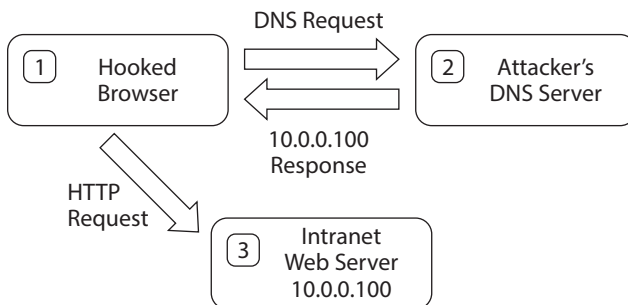 DNS Request
1
Hooked
Browser
2
Attacker's
DNS Server
10.0.0.100
Response
HTTP
Request
3
Intranet
Web Server
10.0.0.100